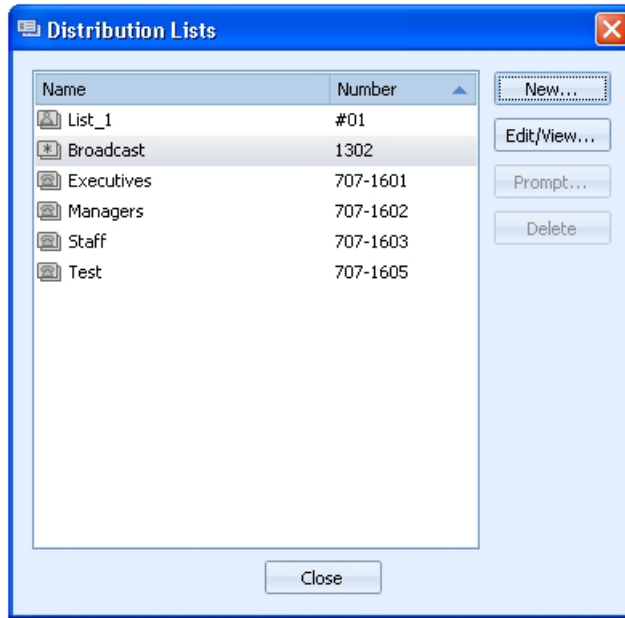 Distribution Lists
Name Number
New...
List_1 #01
Edit/View...
Broadcast 1302
Executives 707-1601
Prompt...
Managers 707-1602
Delete
Staff 707-1603
Test 707-1605
Close